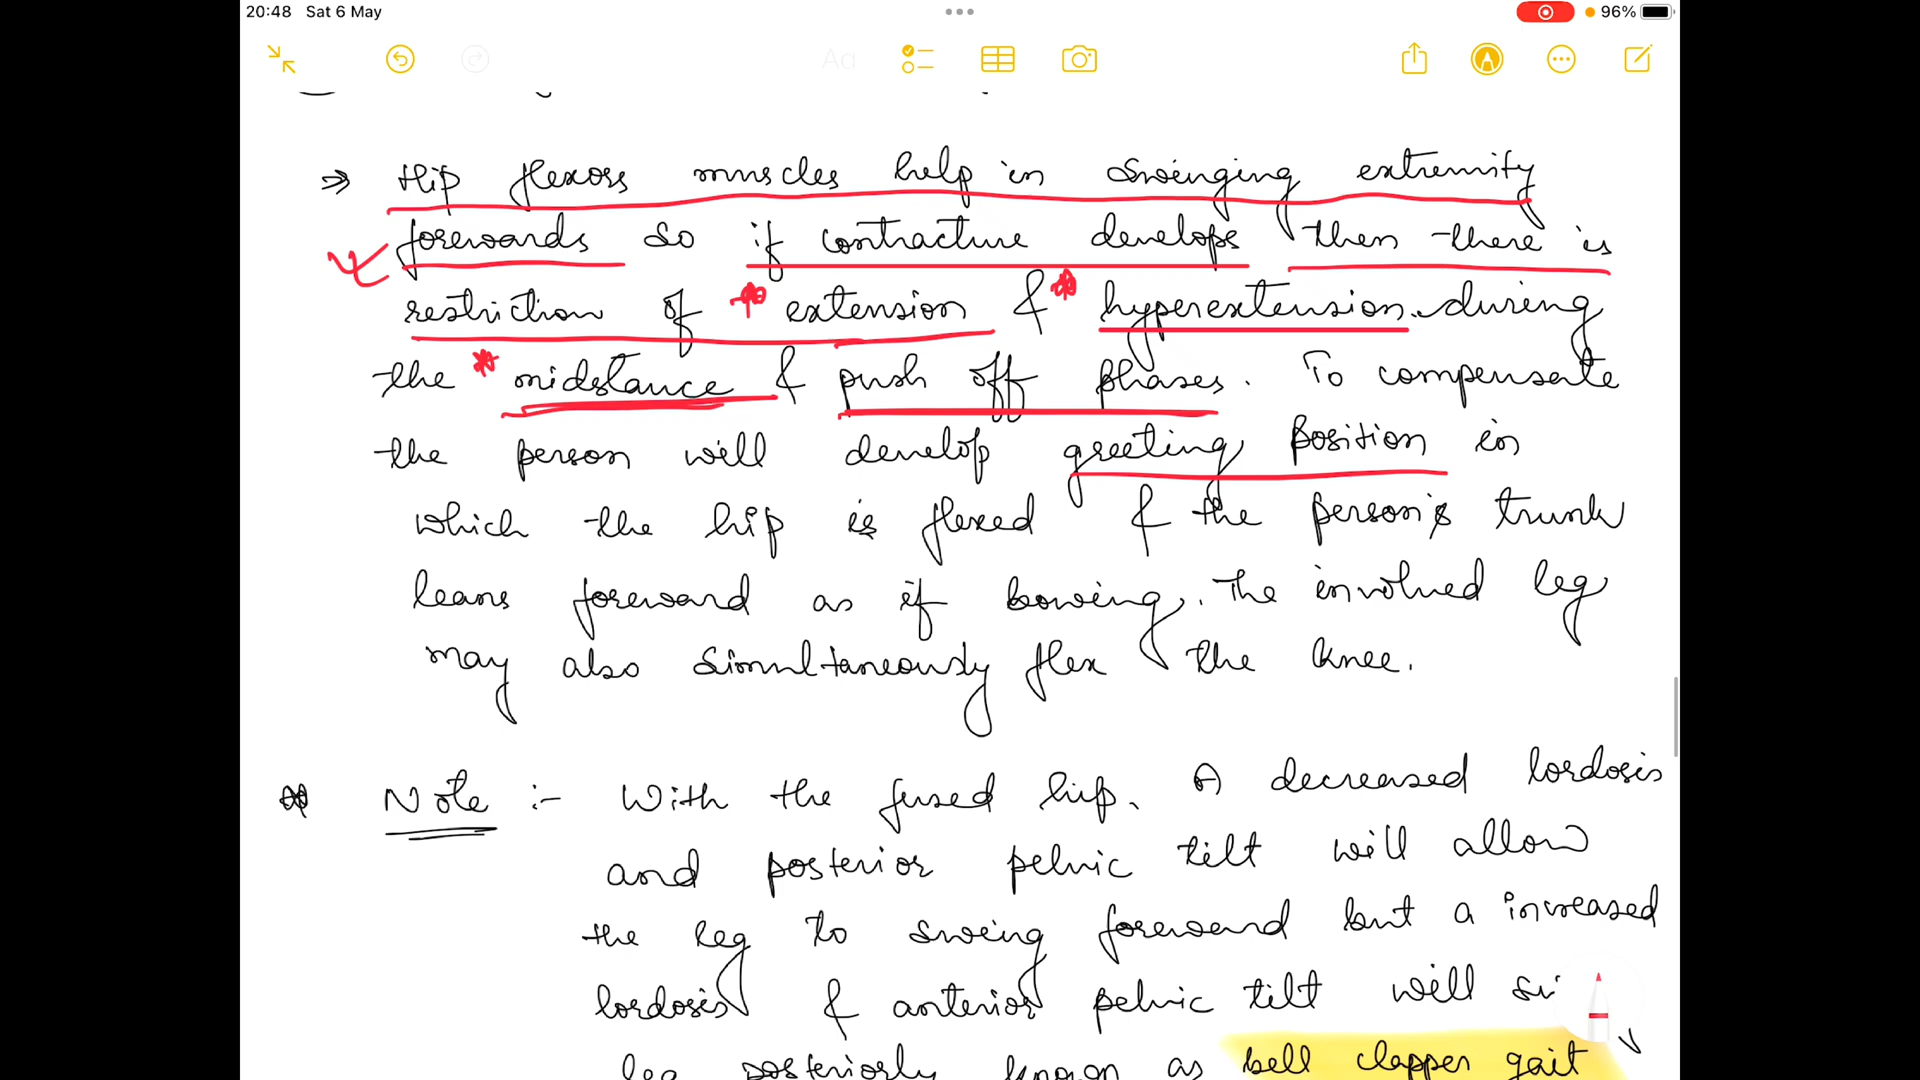 20:48 Sat 6 May
96%
Aa
⇒ Hip flexors muscles help in swinging extremity
forewards so if contracture develops then there is
restriction of * extension & * hyperextension during
the * midstance & push off phases. To compensate
the person will develop greeting position in
which the hip is flexed & the person's trunk
leans foreward as if bowing. The involved leg
may also simultaneously flex the knee.
Note :- With the fused hip. A decreased lordosis
and posterior pelvic tilt will allow
the leg to swing foreward but a increased
lordosis & anterior pelvic tilt will
leg posteriorly known as bell clapper gait